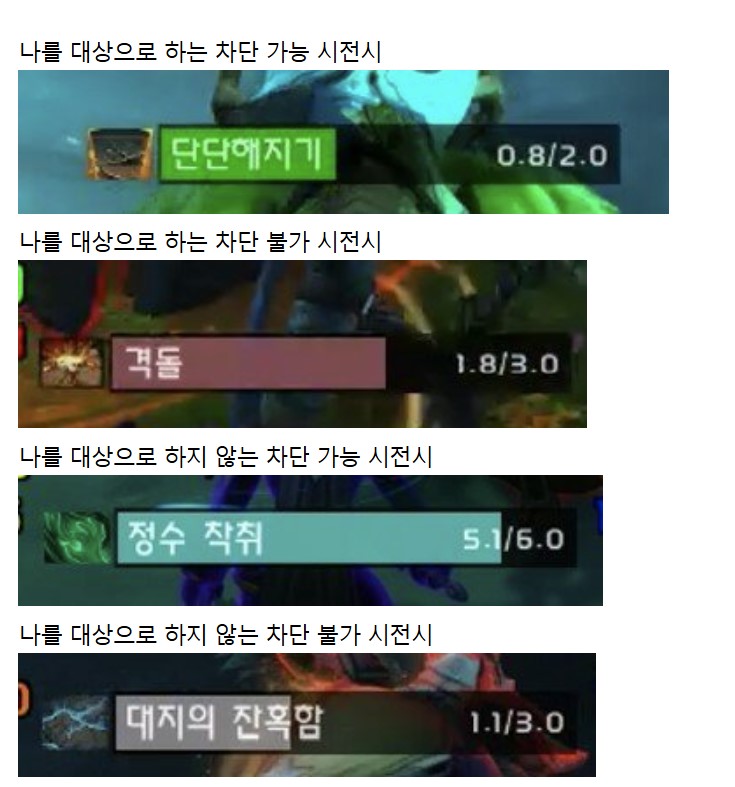 나를 대상으로 하는 차단 가능 시전시
단단해지기 0.8/2.0
나를 대상으로 하는 차단 불가 시전시
격돌 1.8/3.0
나를 대상으로 하지 않는 차단 가능 시전시
정수 착취 5.1/6.0
나를 대상으로 하지 않는 차단 불가 시전시
대지의 잔혹함 1.1/3.0